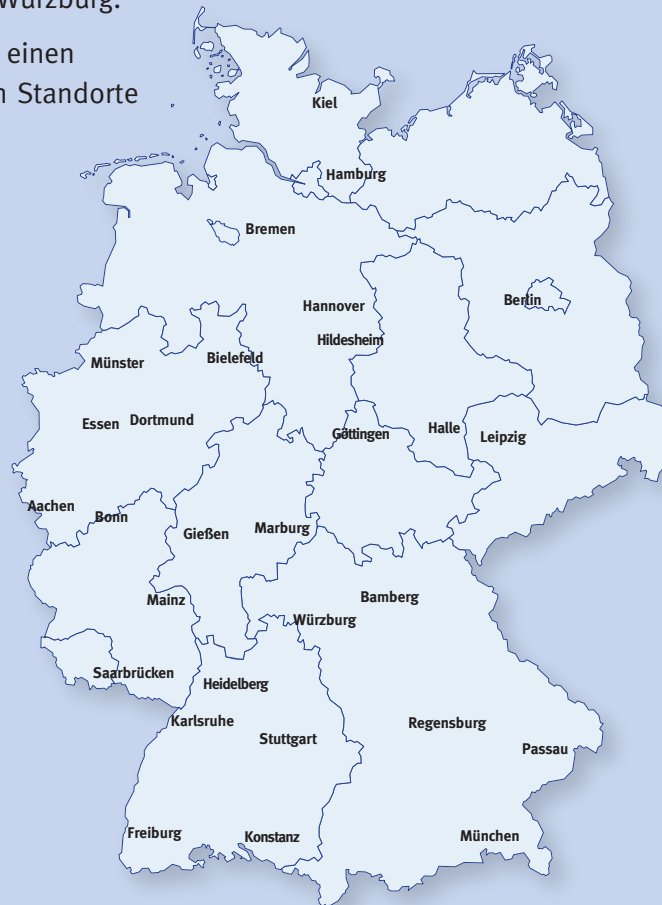 Würzburg.
einen
Standorte
Kiel
Hamburg
Bremen
Hannover
Berlin
Hildesheim
Münster
Bielefeld
Essen Dortmund
Göttingen
Halle
Leipzig
Aachen
Bonn
Gießen
Marburg
Mainz
Bamberg
Würzburg
Saarbrücken
Heidelberg
Karlsruhe
Regensburg
Stuttgart
Passau
Freiburg
Konstanz
München